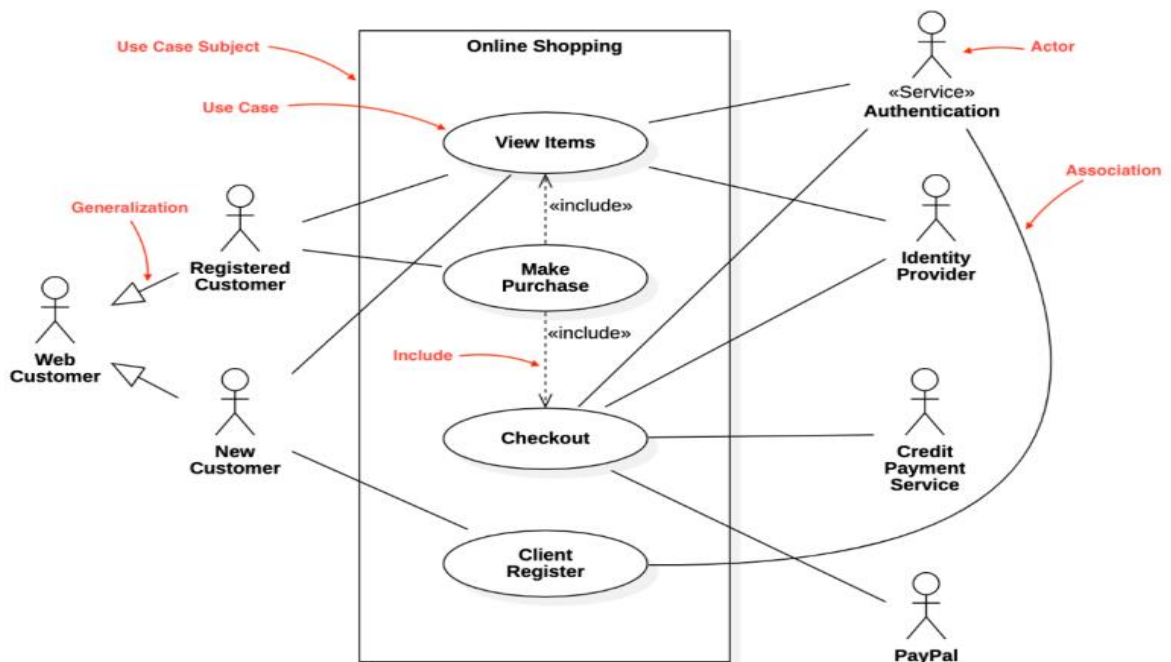 Use Case Subject
Online Shopping
Actor
«Service»
Authentication
Use Case
View Items
Association
Generalization
«include»
Registered
Customer
Make
Purchase
Identity
Provider
Web
Customer
«include»
Include
New
Customer
Checkout
Credit
Payment
Service
Client
Register
PayPal